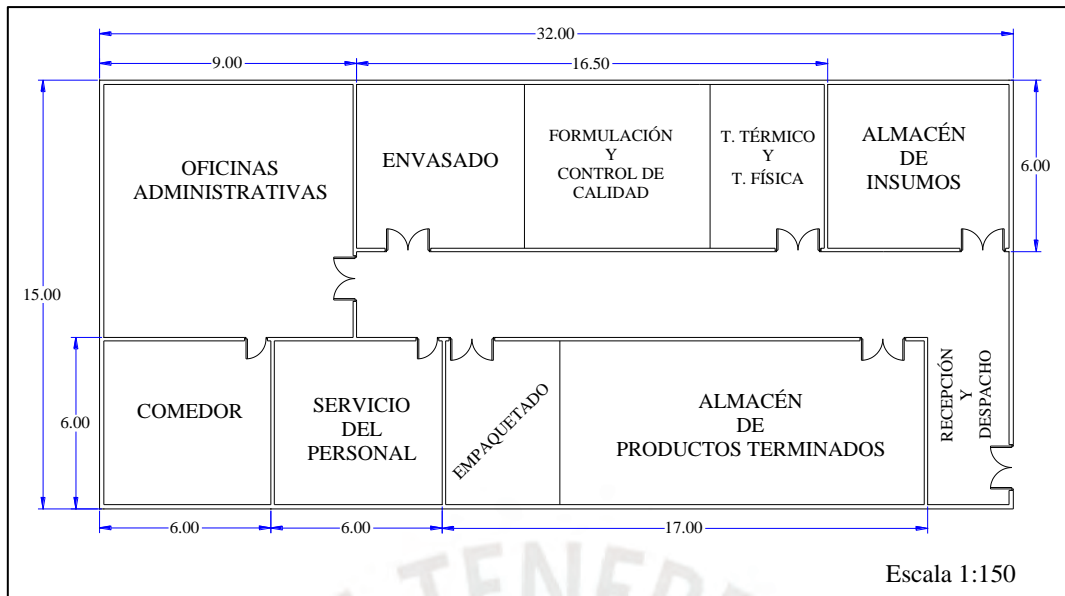 32.00
9.00
16.50
OFICINAS
ADMINISTRATIVAS
ENVASADO
FORMULACIÓN
Y
CONTROL DE
CALIDAD
T. TÉRMICO
Y
T. FÍSICA
ALMACÉN
DE
INSUMOS
6.00
15.00
6.00
COMEDOR
SERVICIO
DEL
PERSONAL
EMPAQUETADO
ALMACÉN
DE
PRODUCTOS TERMINADOS
RECEPCIÓN
Y
DESPACHO
6.00
6.00
17.00
Escala 1:150